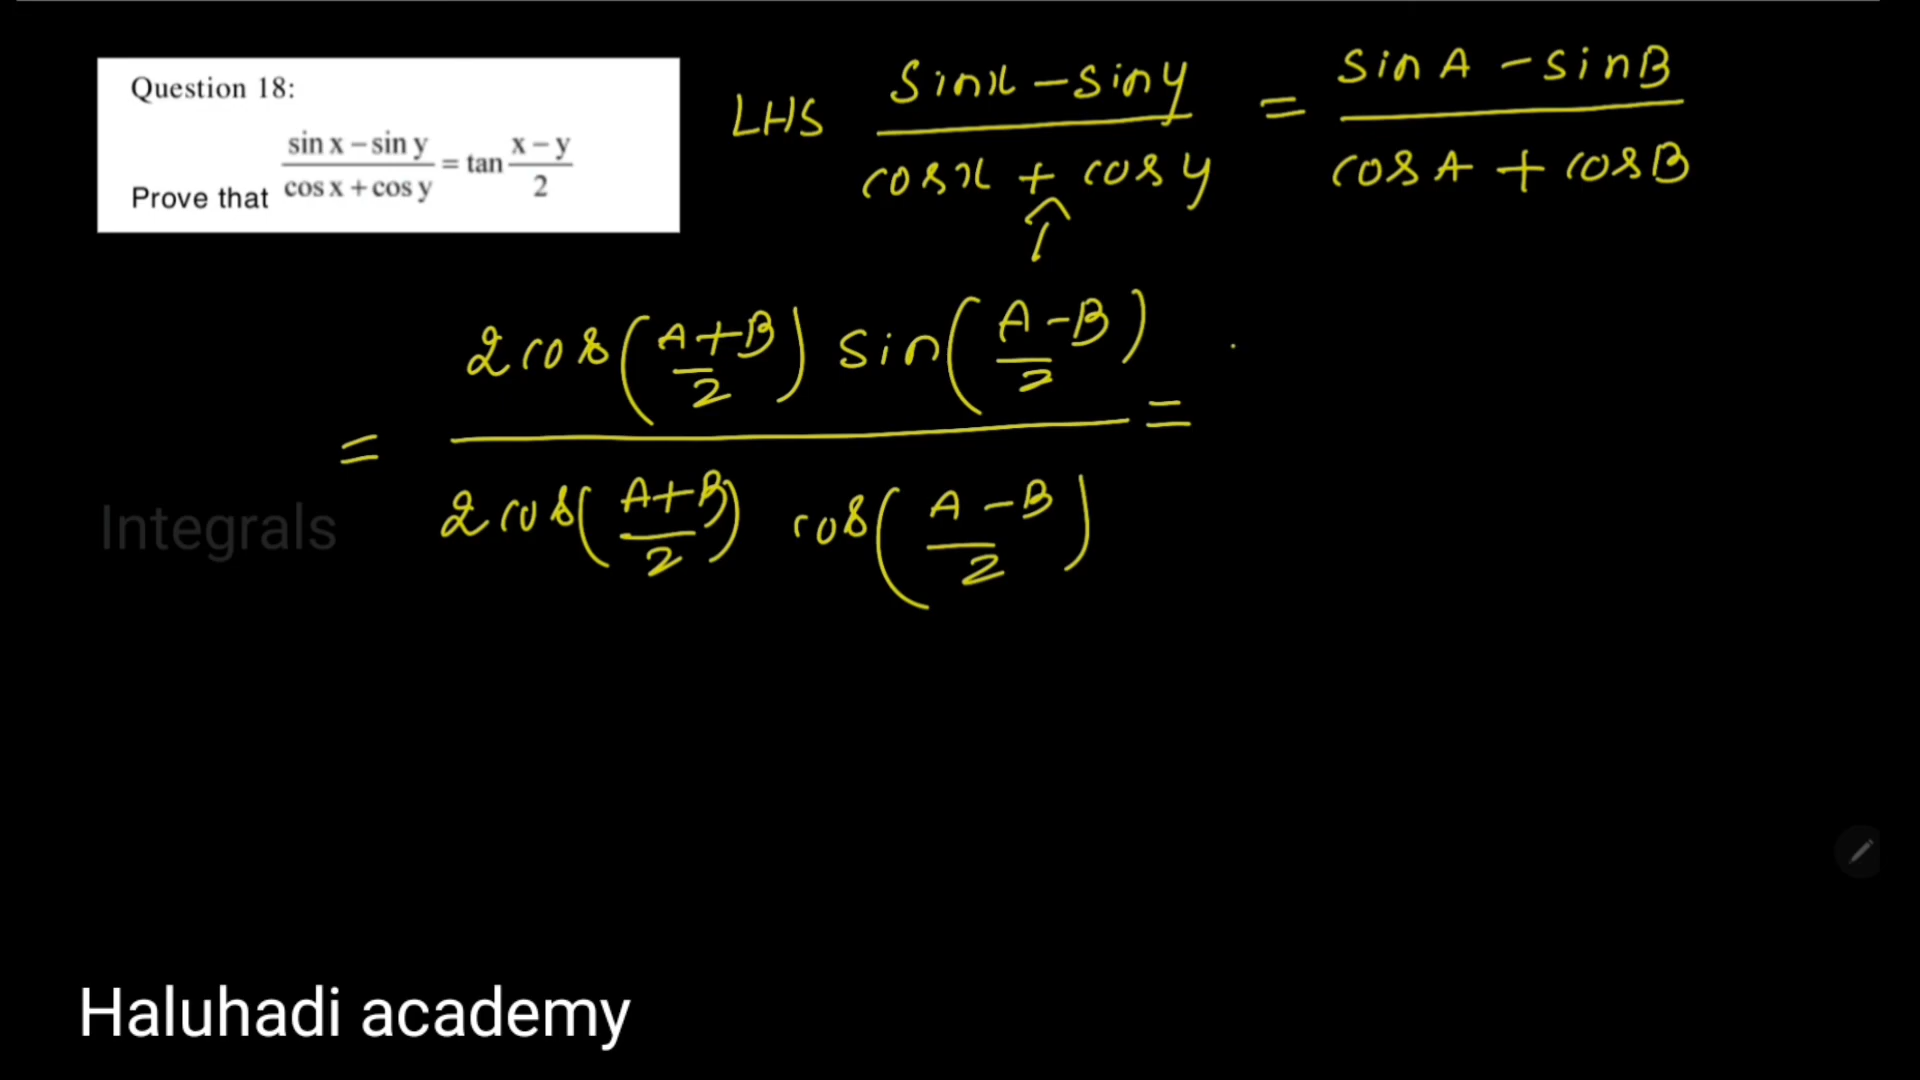 Question 18:
Prove that (sin x − sin y)/(cos x + cos y) = tan (x − y)/2
LHS (sin x − sin y)/(cos x + cos y) = (sin A − sin B)/(cos A + cos B)
= (2 cos((A+B)/2) sin((A−B)/2))/(2 cos((A+B)/2) cos((A−B)/2)) =
Integrals
Haluhadi academy